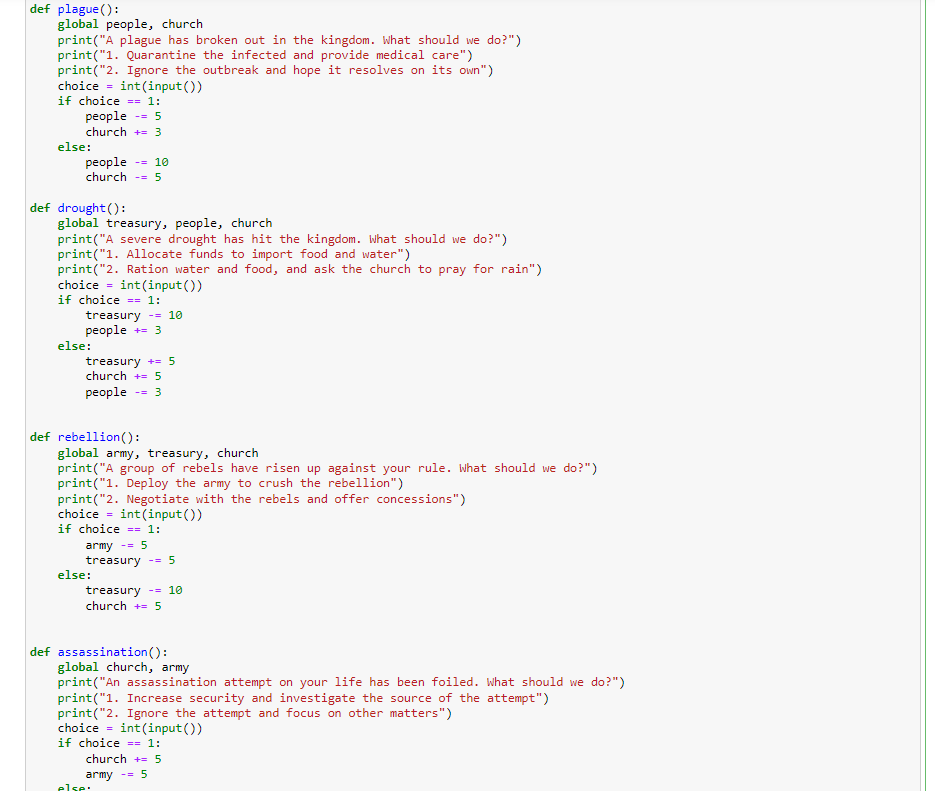 def plague():
    global people, church
    print("A plague has broken out in the kingdom. What should we do?")
    print("1. Quarantine the infected and provide medical care")
    print("2. Ignore the outbreak and hope it resolves on its own")
    choice = int(input())
    if choice == 1:
        people -= 5
        church += 3
    else:
        people -= 10
        church -= 5

def drought():
    global treasury, people, church
    print("A severe drought has hit the kingdom. What should we do?")
    print("1. Allocate funds to import food and water")
    print("2. Ration water and food, and ask the church to pray for rain")
    choice = int(input())
    if choice == 1:
        treasury -= 10
        people += 3
    else:
        treasury += 5
        church += 5
        people -= 3

def rebellion():
    global army, treasury, church
    print("A group of rebels have risen up against your rule. What should we do?")
    print("1. Deploy the army to crush the rebellion")
    print("2. Negotiate with the rebels and offer concessions")
    choice = int(input())
    if choice == 1:
        army -= 5
        treasury -= 5
    else:
        treasury -= 10
        church += 5

def assassination():
    global church, army
    print("An assassination attempt on your life has been foiled. What should we do?")
    print("1. Increase security and investigate the source of the attempt")
    print("2. Ignore the attempt and focus on other matters")
    choice = int(input())
    if choice == 1:
        church += 5
        army -= 5
    else: